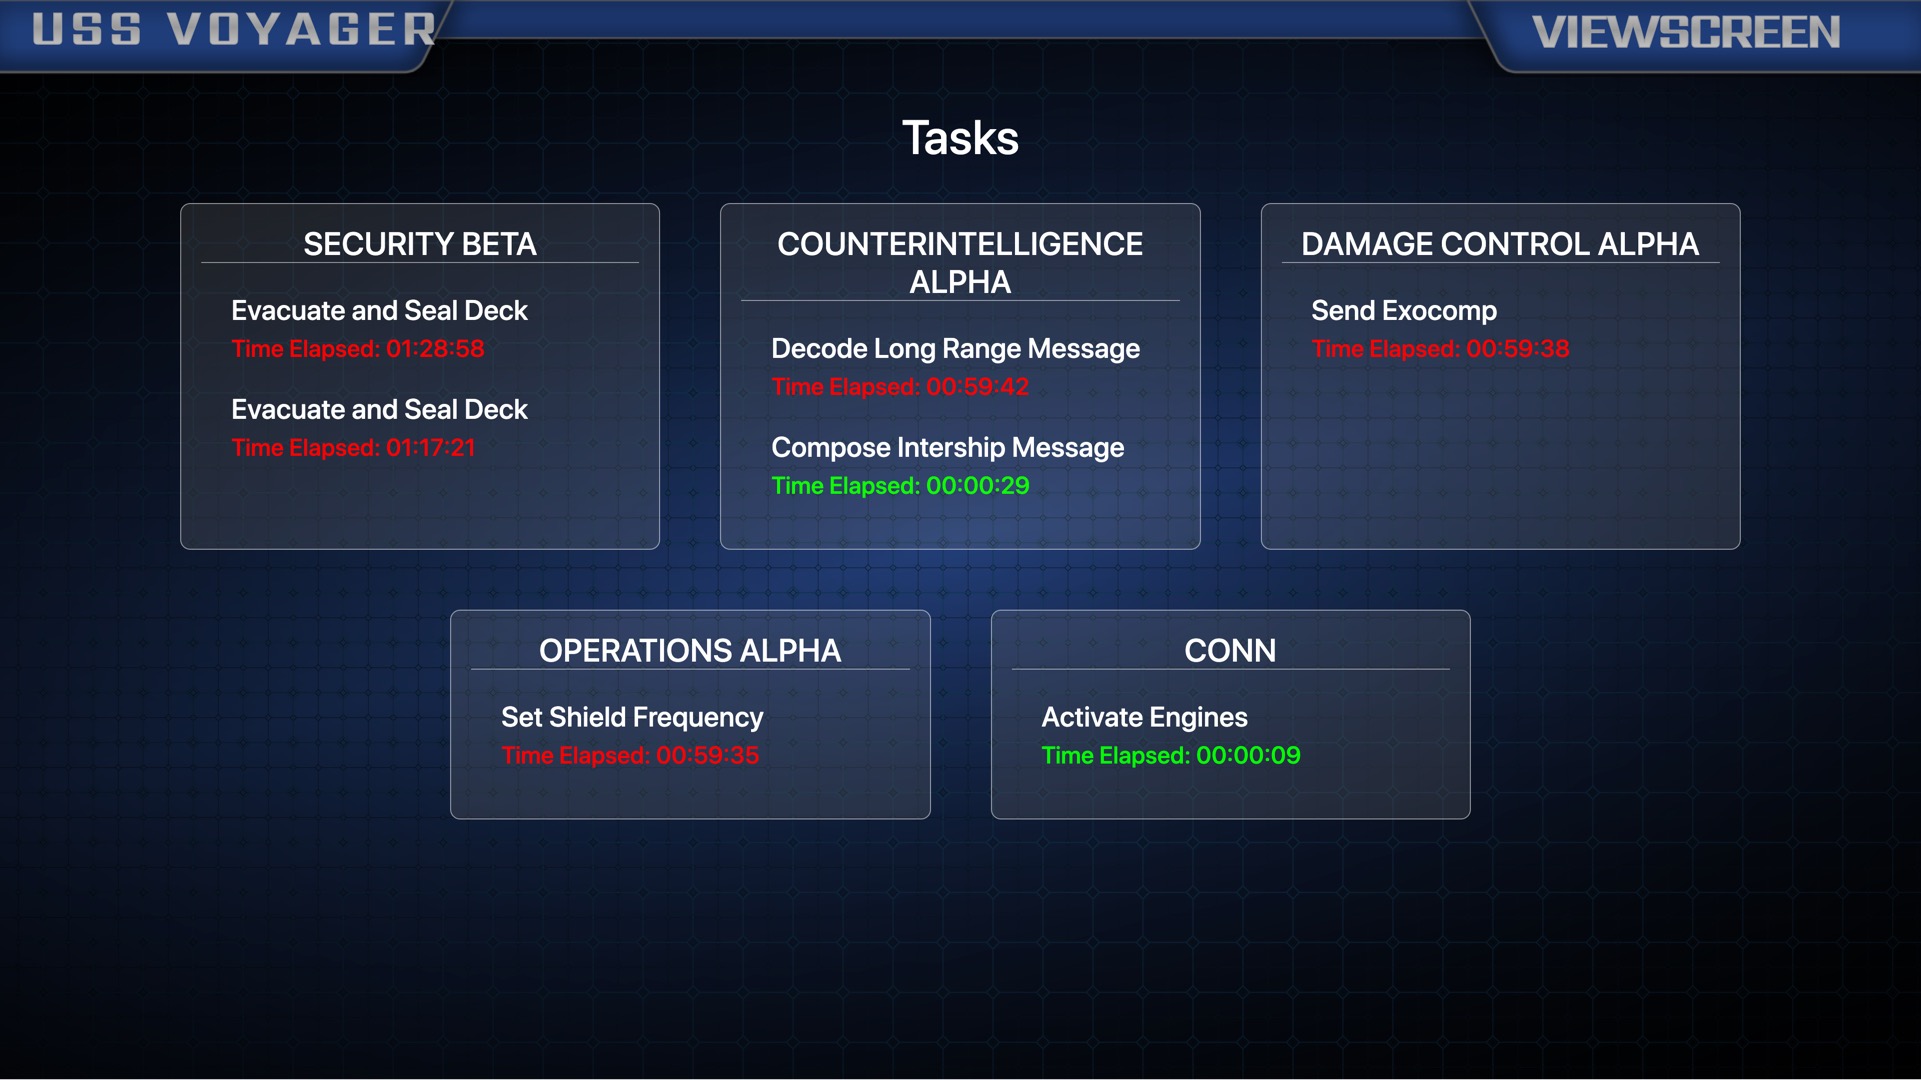 USS VOYAGER
VIEWSCREEN
Tasks
SECURITY BETA
Evacuate and Seal Deck
Time Elapsed: 01:28:58
Evacuate and Seal Deck
Time Elapsed: 01:17:21
COUNTERINTELLIGENCE
ALPHA
Decode Long Range Message
Time Elapsed: 00:59:42
Compose Intership Message
Time Elapsed: 00:00:29
DAMAGE CONTROL ALPHA
Send Exocomp
Time Elapsed: 00:59:38
OPERATIONS ALPHA
Set Shield Frequency
Time Elapsed: 00:59:35
CONN
Activate Engines
Time Elapsed: 00:00:09